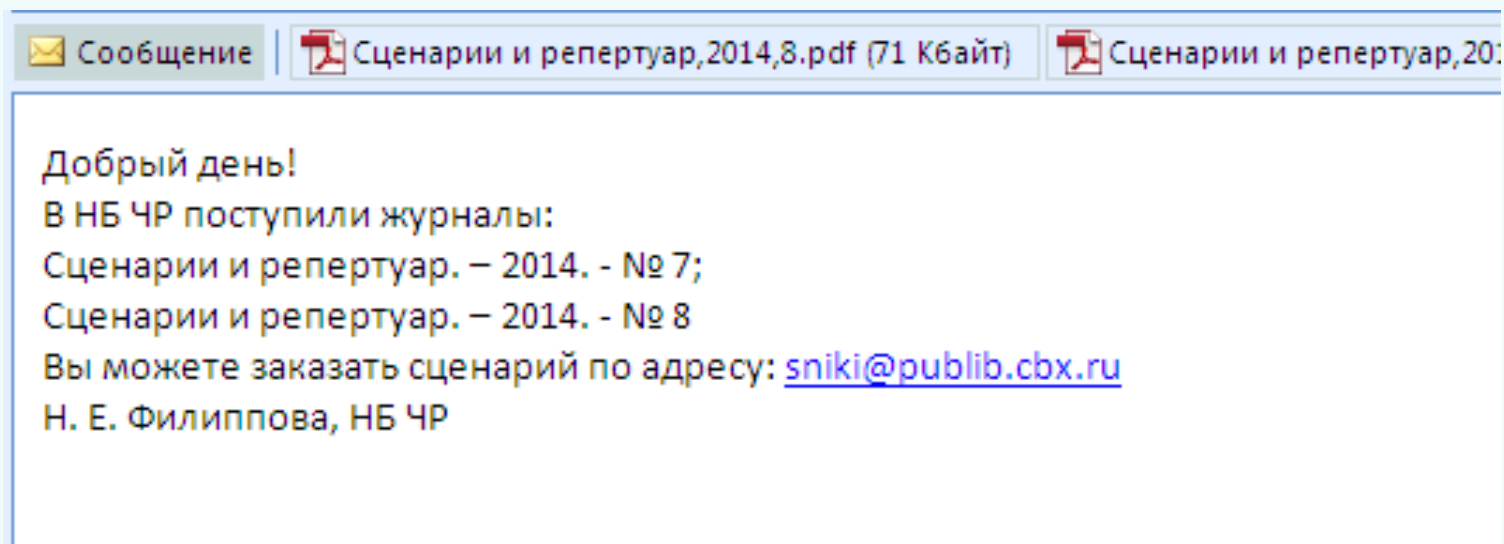 Сообщение Сценарии и репертуар,2014,8.pdf (71 Кбайт) Сценарии и репертуар,201
Добрый день!
В НБ ЧР поступили журналы:
Сценарии и репертуар. – 2014. - № 7;
Сценарии и репертуар. – 2014. - № 8
Вы можете заказать сценарий по адресу: sniki@publib.cbx.ru
Н. Е. Филиппова, НБ ЧР